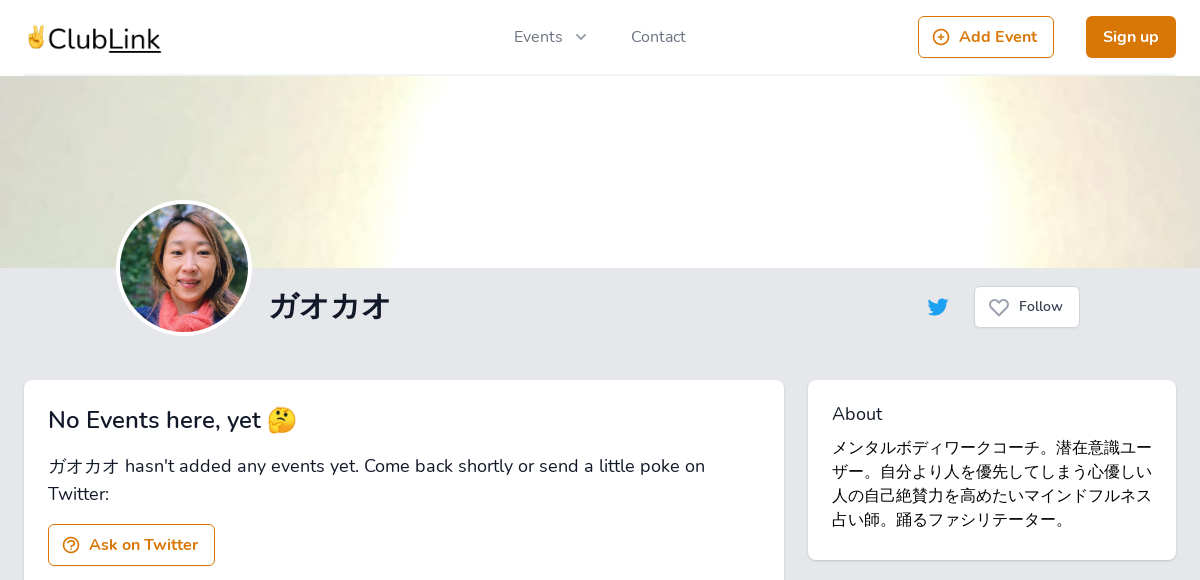 ✌️ClubLink
Events
Contact
Add Event
Sign up
ガオカオ
Follow
No Events here, yet 🤔
ガオカオ hasn't added any events yet. Come back shortly or send a little poke on
Twitter:
Ask on Twitter
About
メンタルボディワークコーチ。潜在意識ユー
ザー。自分より人を優先してしまう心優しい
人の自己絶賛力を高めたいマインドフルネス
占い師。踊るファシリテーター。